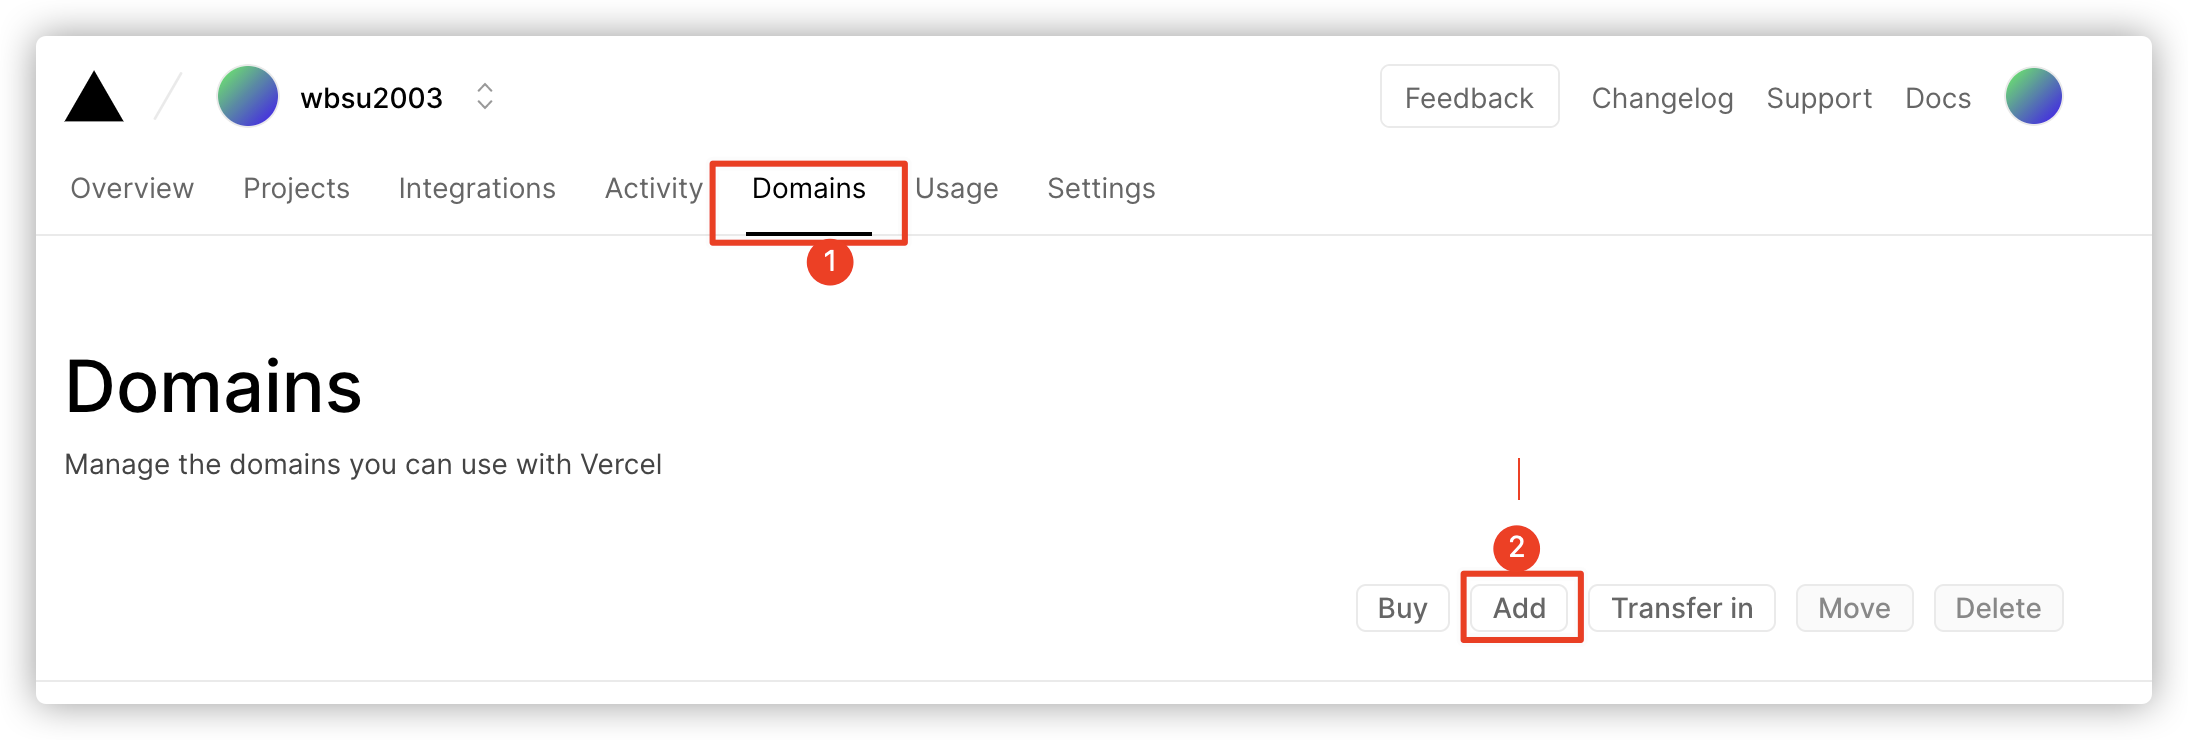 wbsu2003 Feedback Changelog Support Docs
Overview Projects Integrations Activity Domains Usage Settings
1
Domains
Manage the domains you can use with Vercel
2
Buy Add Transfer in Move Delete